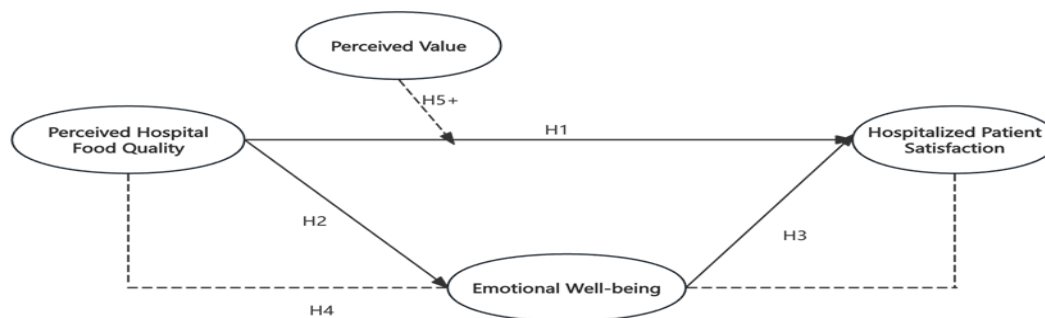 Perceived Value
H5+
Perceived Hospital
Food Quality
H1
Hospitalized Patient
Satisfaction
H2
H3
Emotional Well-being
H4